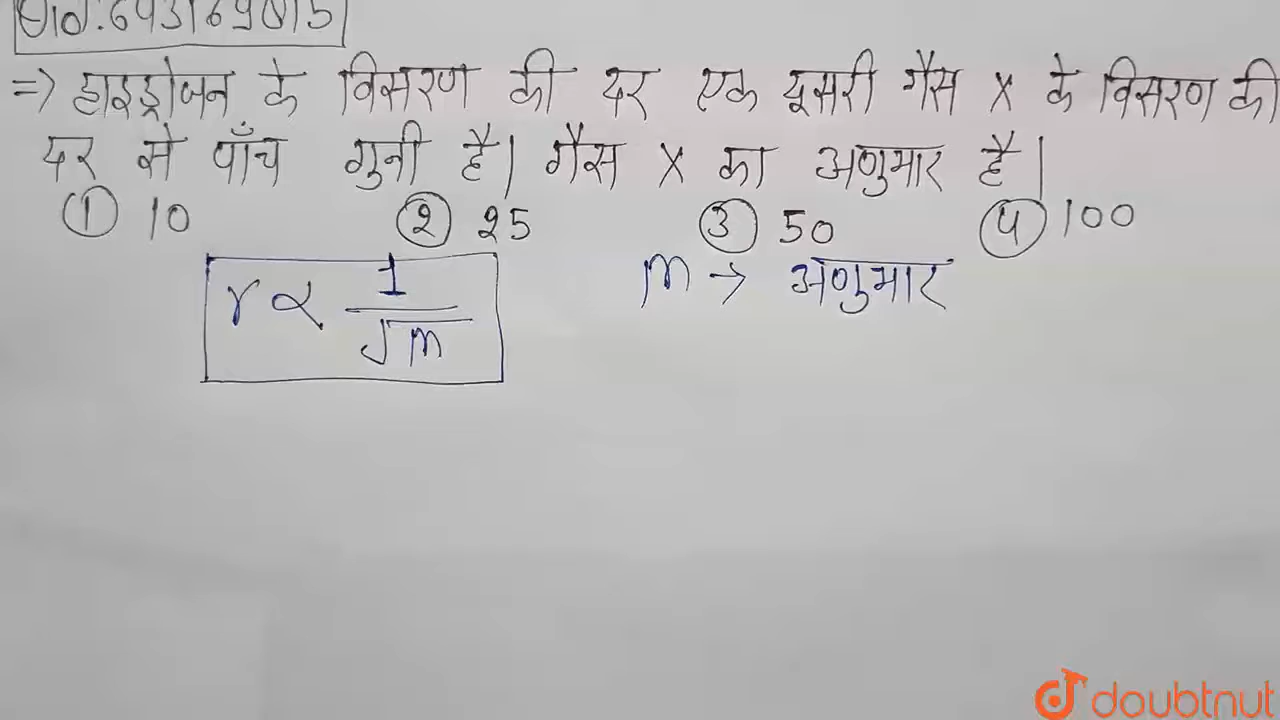 ⇒ हाइड्रोजन के विसरण की दर एक दूसरी गैस X के विसरण की
दर से पाँच गुनी है। गैस X का अणुभार है।
① 10 ② 25 ③ 50 ④ 100
r ∝ 1/√m m → अणुभार
doubtnut